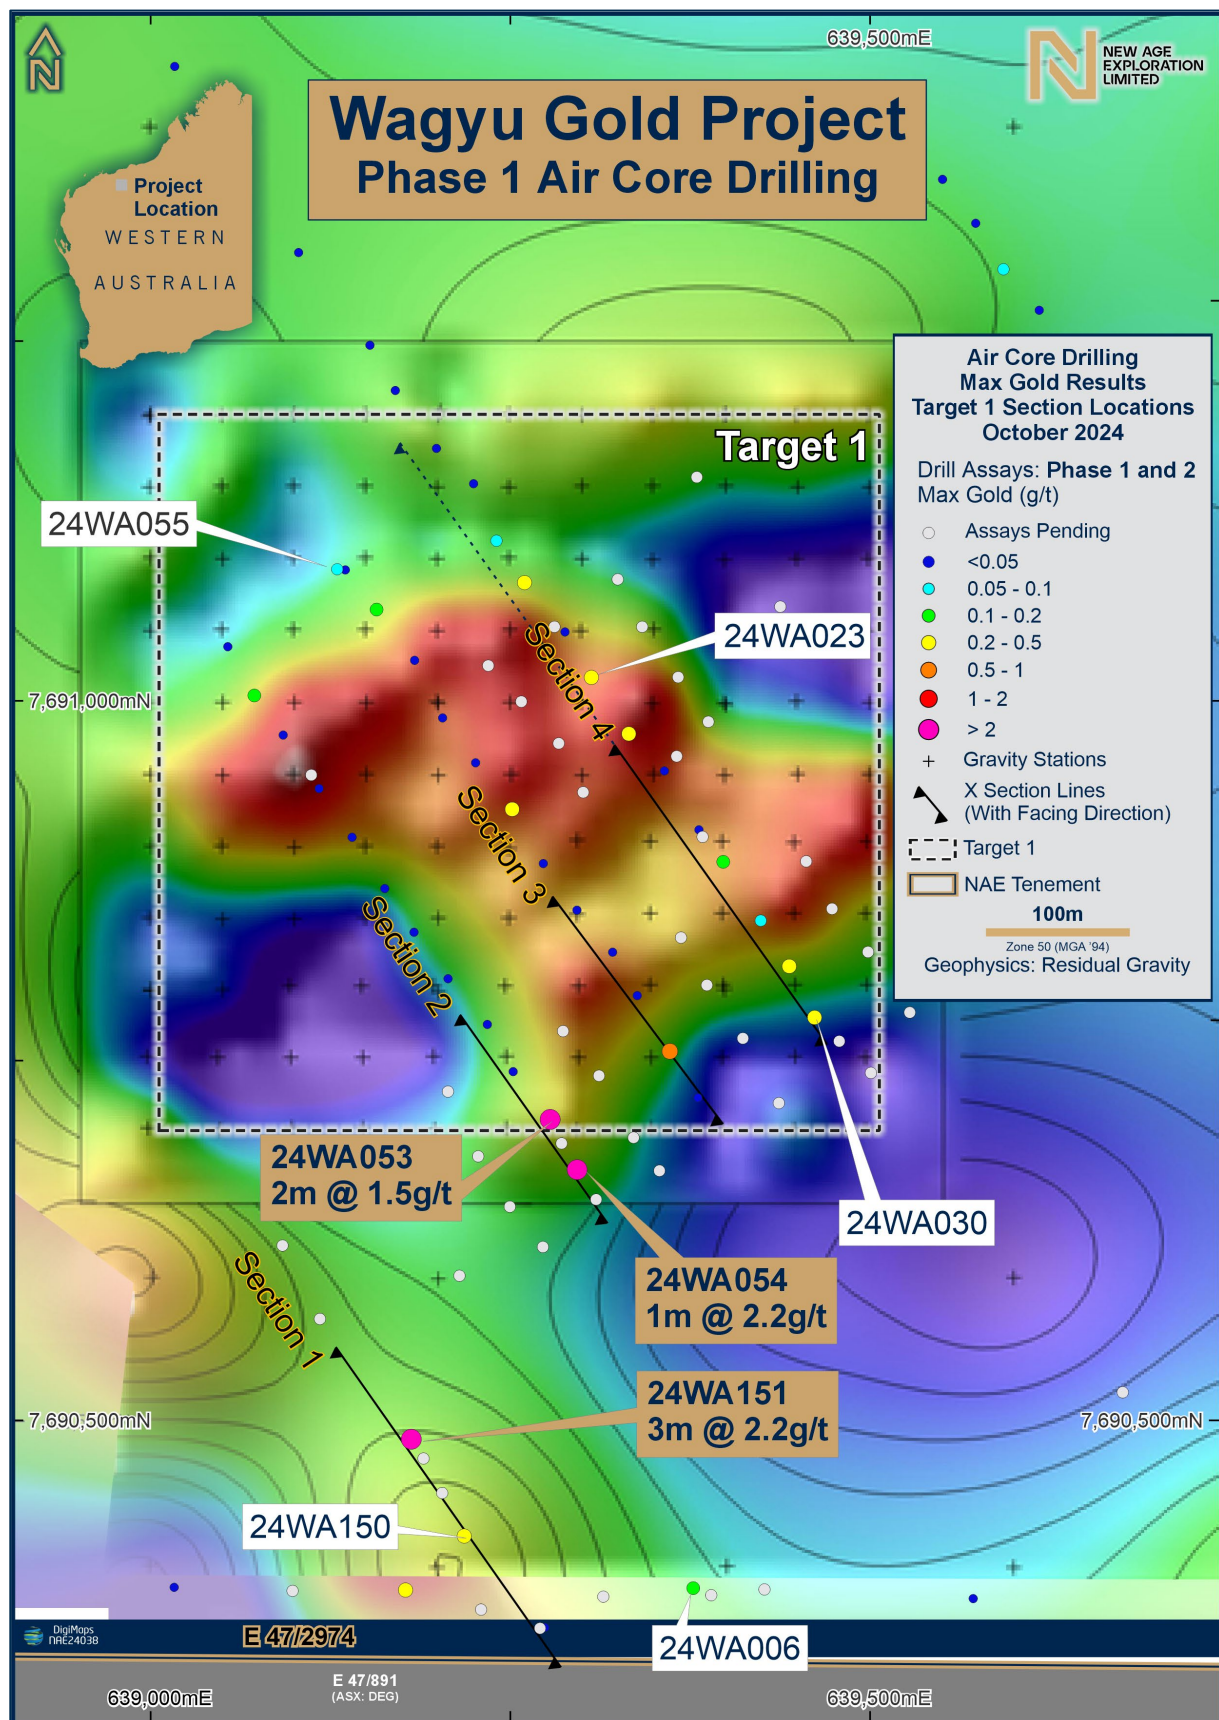 639,500mE
N
NEW AGE
EXPLORATION
LIMITED
Wagyu Gold Project
Phase 1 Air Core Drilling
Project
Location
WESTERN
AUSTRALIA
Air Core Drilling
Max Gold Results
Target 1 Section Locations
October 2024
Drill Assays: Phase 1 and 2
Max Gold (g/t)
Assays Pending
<0.05
0.05 - 0.1
0.1 - 0.2
0.2 - 0.5
0.5 - 1
1 - 2
> 2
Gravity Stations
X Section Lines
(With Facing Direction)
Target 1
NAE Tenement
100m
Zone 50 (MGA '94)
Geophysics: Residual Gravity
Target 1
24WA055
24WA023
Section 4
7,691,000mN
Section 3
Section 2
24WA053
2m @ 1.5g/t
24WA030
24WA054
1m @ 2.2g/t
Section 1
24WA151
3m @ 2.2g/t
7,690,500mN
7,690,500mN
24WA150
24WA006
DigiMaps
NAE24038
E 47/2974
E 47/891
(ASX: DEG)
639,000mE
639,500mE